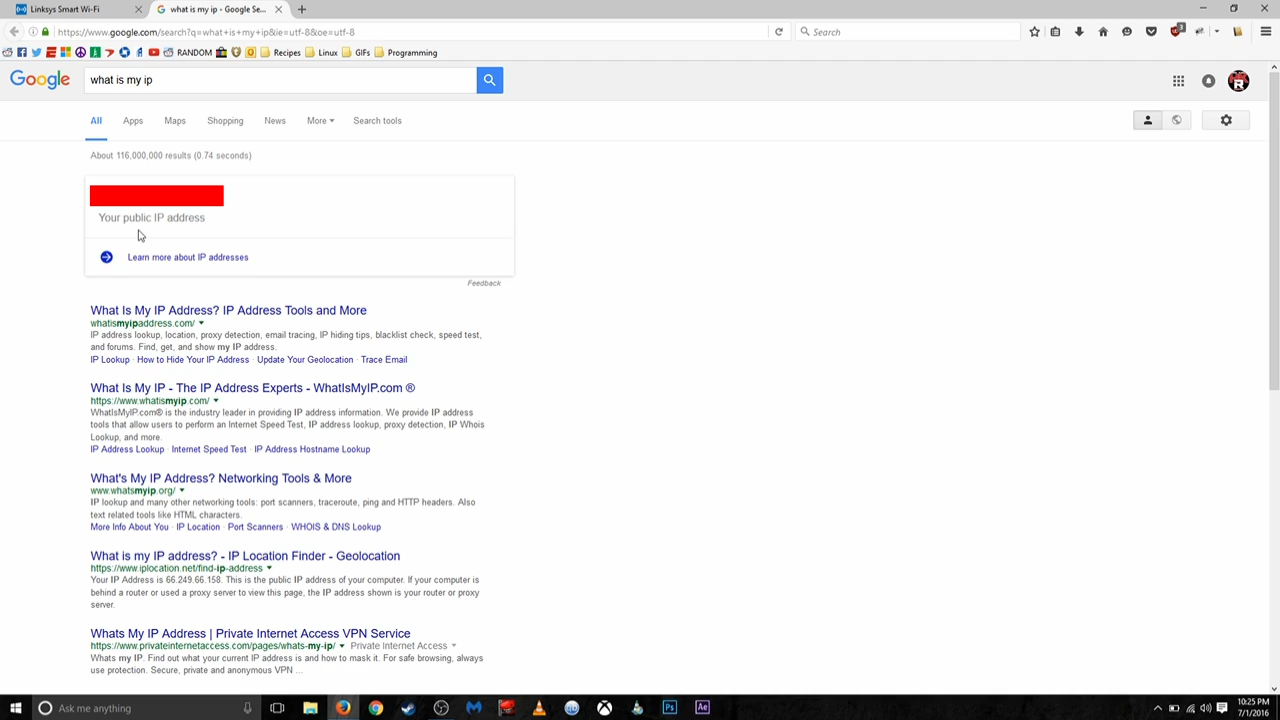 Linksys Smart Wi-Fi
what is my ip - Google Se...
https://www.google.com/search?q=what+is+my+ip&ie=utf-8&oe=utf-8
Search
3
RANDOM
Recipes
Linux
GIFs
Programming
Google
what is my ip
All
Apps
Maps
Shopping
News
More
Search tools
About 116,000,000 results (0.74 seconds)
Your public IP address
Learn more about IP addresses
Feedback
What Is My IP Address? IP Address Tools and More
whatismyipaddress.com/
IP address lookup, location, proxy detection, email tracing, IP hiding tips, blacklist check, speed test,
and forums. Find, get, and show my IP address.
IP Lookup · How to Hide Your IP Address · Update Your Geolocation · Trace Email
What Is My IP - The IP Address Experts - WhatIsMyIP.com ®
https://www.whatismyip.com/
WhatIsMyIP.com® is the industry leader in providing IP address information. We provide IP address
tools that allow users to perform an Internet Speed Test, IP address lookup, proxy detection, IP Whois
Lookup, and more.
IP Address Lookup · Internet Speed Test · IP Address Hostname Lookup
What's My IP Address? Networking Tools & More
www.whatsmyip.org/
IP lookup and many other networking tools: port scanners, traceroute, ping and HTTP headers. Also
text related tools like HTML characters.
More Info About You · IP Location · Port Scanners · WHOIS & DNS Lookup
What is my IP address? - IP Location Finder - Geolocation
https://www.iplocation.net/find-ip-address
Your IP Address is 66.249.66.158. This is the public IP address of your computer. If your computer is
behind a router or used a proxy server to view this page, the IP address shown is your router or proxy
server.
Whats My IP Address | Private Internet Access VPN Service
https://www.privateinternetaccess.com/pages/whats-my-ip/ Private Internet Access
Whats my IP. Find out what your current IP address is and how to mask it. For safe browsing, always
use protection. Secure, private and anonymous VPN ...
Ask me anything
Ps
Ae
10:25 PM
7/1/2016